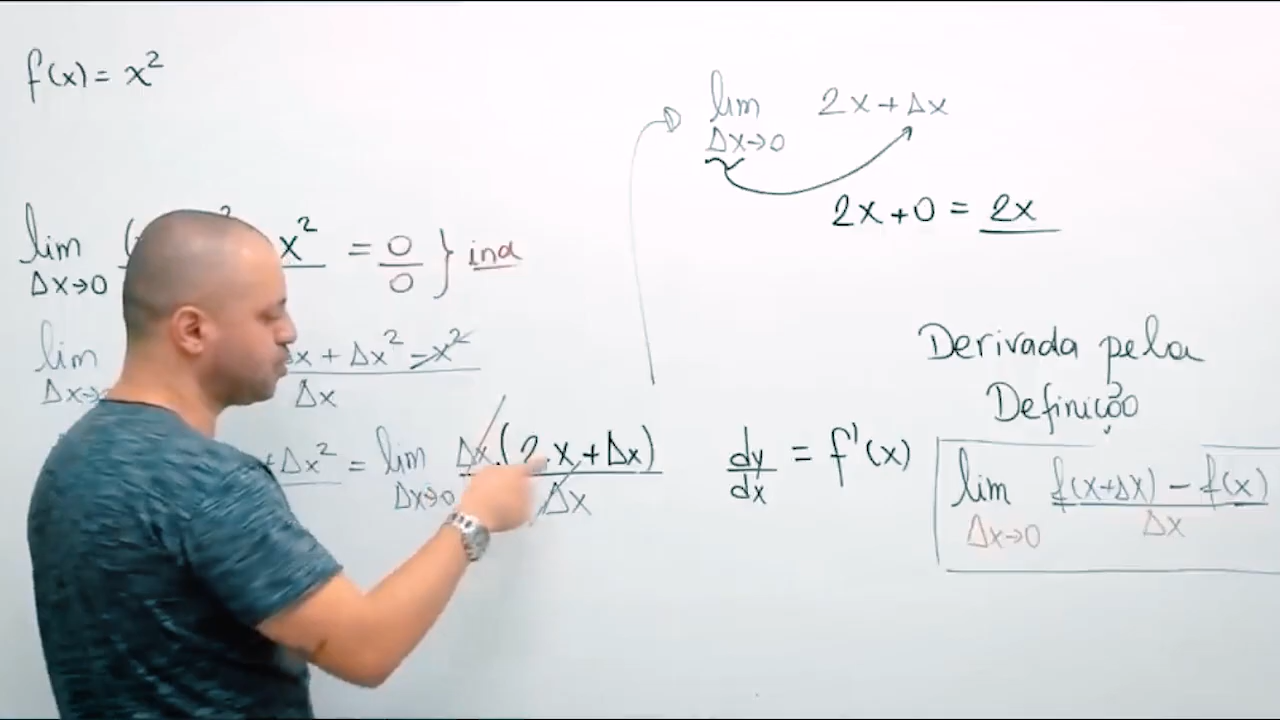 f(x) = x²
lim Δx→0 x² = 0/0 } ind
lim Δx→ x + Δx² - x² / Δx
+ Δx² = lim Δx→0 Δx.(2.x + Δx) / Δx
lim Δx→0 2x + Δx
2x + 0 = 2x
Derivada pela
Definição
dy/dx = f'(x) lim Δx→0 f(x+Δx) - f(x) / Δx